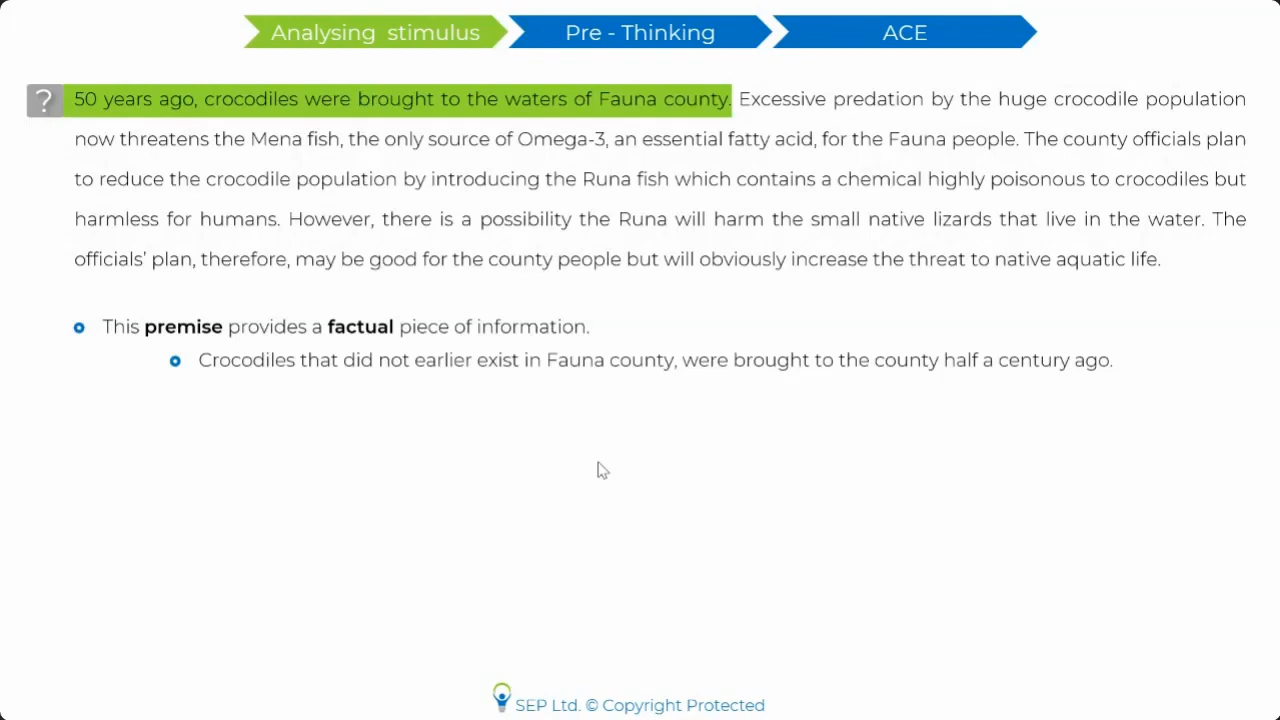 Analysing stimulus
Pre - Thinking
ACE
?
50 years ago, crocodiles were brought to the waters of Fauna county. Excessive predation by the huge crocodile population
now threatens the Mena fish, the only source of Omega-3, an essential fatty acid, for the Fauna people. The county officials plan
to reduce the crocodile population by introducing the Runa fish which contains a chemical highly poisonous to crocodiles but
harmless for humans. However, there is a possibility the Runa will harm the small native lizards that live in the water. The
officials' plan, therefore, may be good for the county people but will obviously increase the threat to native aquatic life.
This premise provides a factual piece of information.
Crocodiles that did not earlier exist in Fauna county, were brought to the county half a century ago.
SEP Ltd. © Copyright Protected